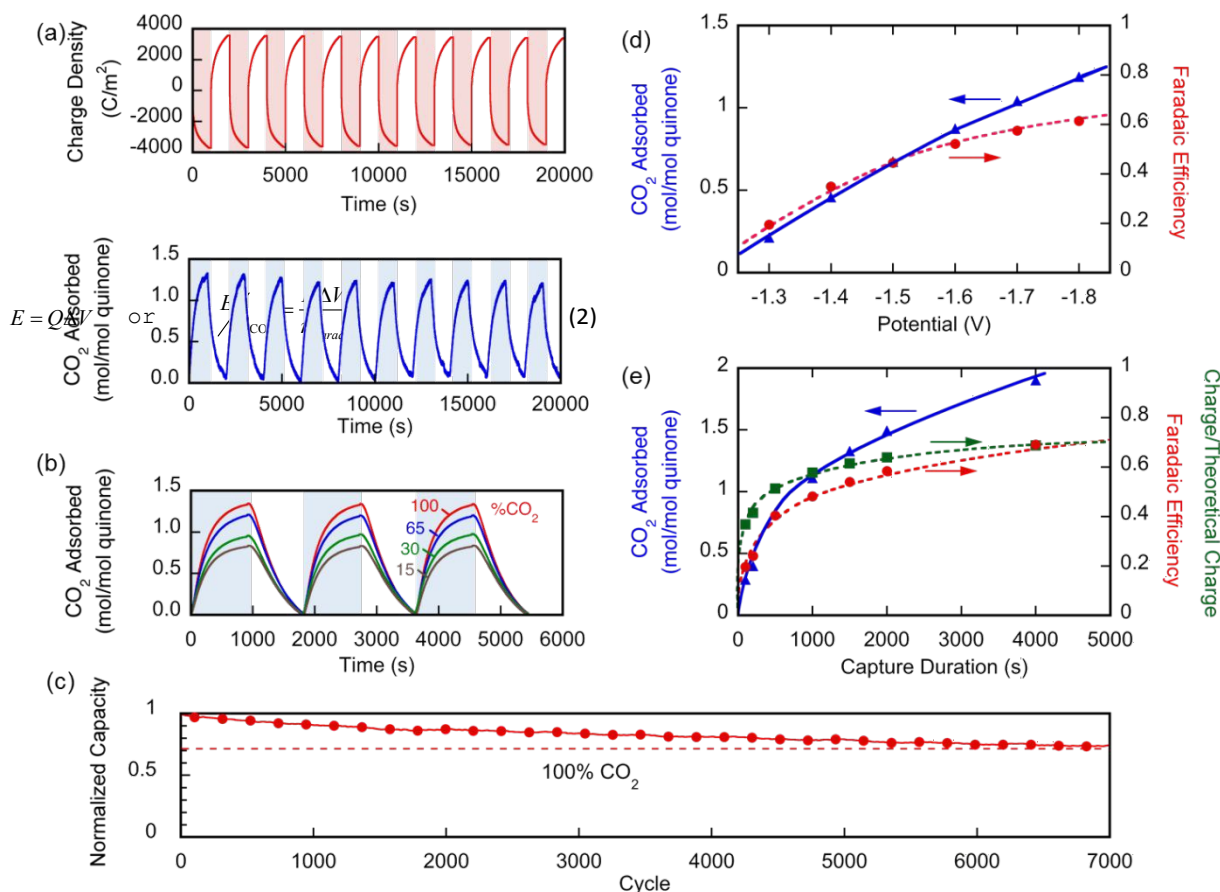 (a)
Charge Density
(C/m²)
4000
2000
0
-2000
-4000
0
5000
10000
15000
20000
Time (s)
CO₂ Adsorbed
(mol/mol quinone)
1.5
1.0
0.5
0.0
E = Q
V
or
CO
=
ΔV
grad
(2)
0
5000
10000
15000
20000
Time (s)
(b)
CO₂ Adsorbed
(mol/mol quinone)
1.5
1.0
0.5
0.0
100
65
30
15
%CO₂
0
1000
2000
3000
4000
5000
6000
Time (s)
(c)
Normalized Capacity
1
0.5
0
100% CO₂
0
1000
2000
3000
4000
5000
6000
7000
Cycle
(d)
CO₂ Adsorbed
(mol/mol quinone)
1.5
1
0.5
0
1
0.8
0.6
0.4
0.2
0
Faradaic Efficiency
-1.3
-1.4
-1.5
-1.6
-1.7
-1.8
Potential (V)
(e)
CO₂ Adsorbed
(mol/mol quinone)
2
1.5
1
0.5
0
1
0.8
0.6
0.4
0.2
0
Faradaic Efficiency
Charge/Theoretical Charge
0
1000
2000
3000
4000
5000
Capture Duration (s)